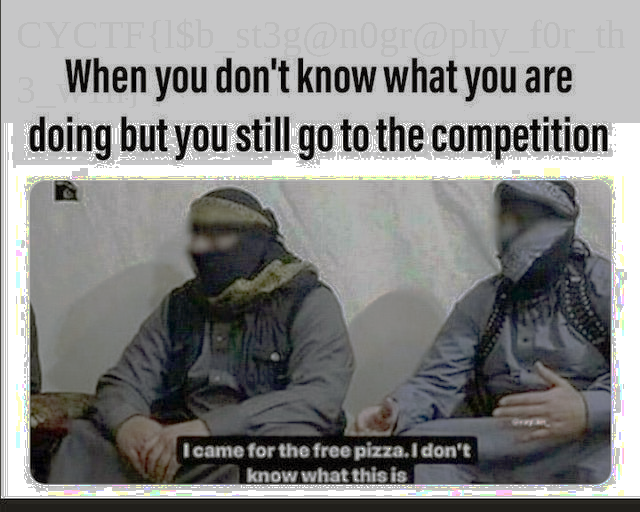 CYCTF{l$b_st3g@n0gr@phy_f0r_th
When you don't know what you are
3_w1n}
doing but you still go to the competition
I came for the free pizza. I don't
know what this is